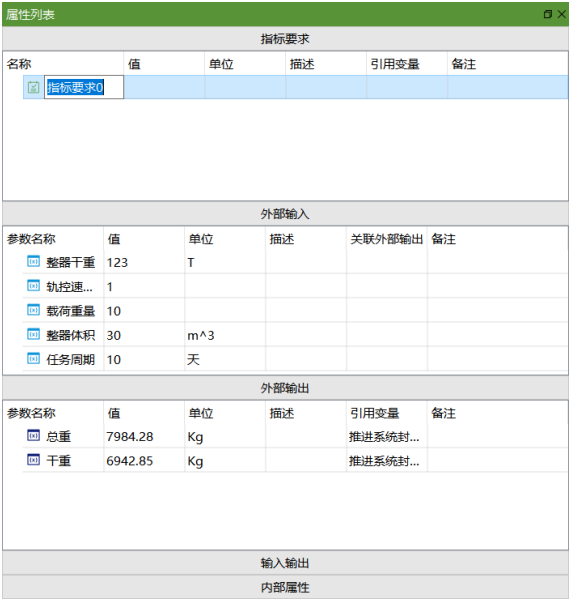 属性列表
指标要求
名称 值 单位 描述 引用变量 备注
指标要求0
外部输入
参数名称 值 单位 描述 关联外部输出 备注
整器干重 123 T
轨控速... 1
载荷重量 10
整器体积 30 m^3
任务周期 10 天
外部输出
参数名称 值 单位 描述 引用变量 备注
总重 7984.28 Kg 推进系统封...
干重 6942.85 Kg 推进系统封...
输入输出
内部属性